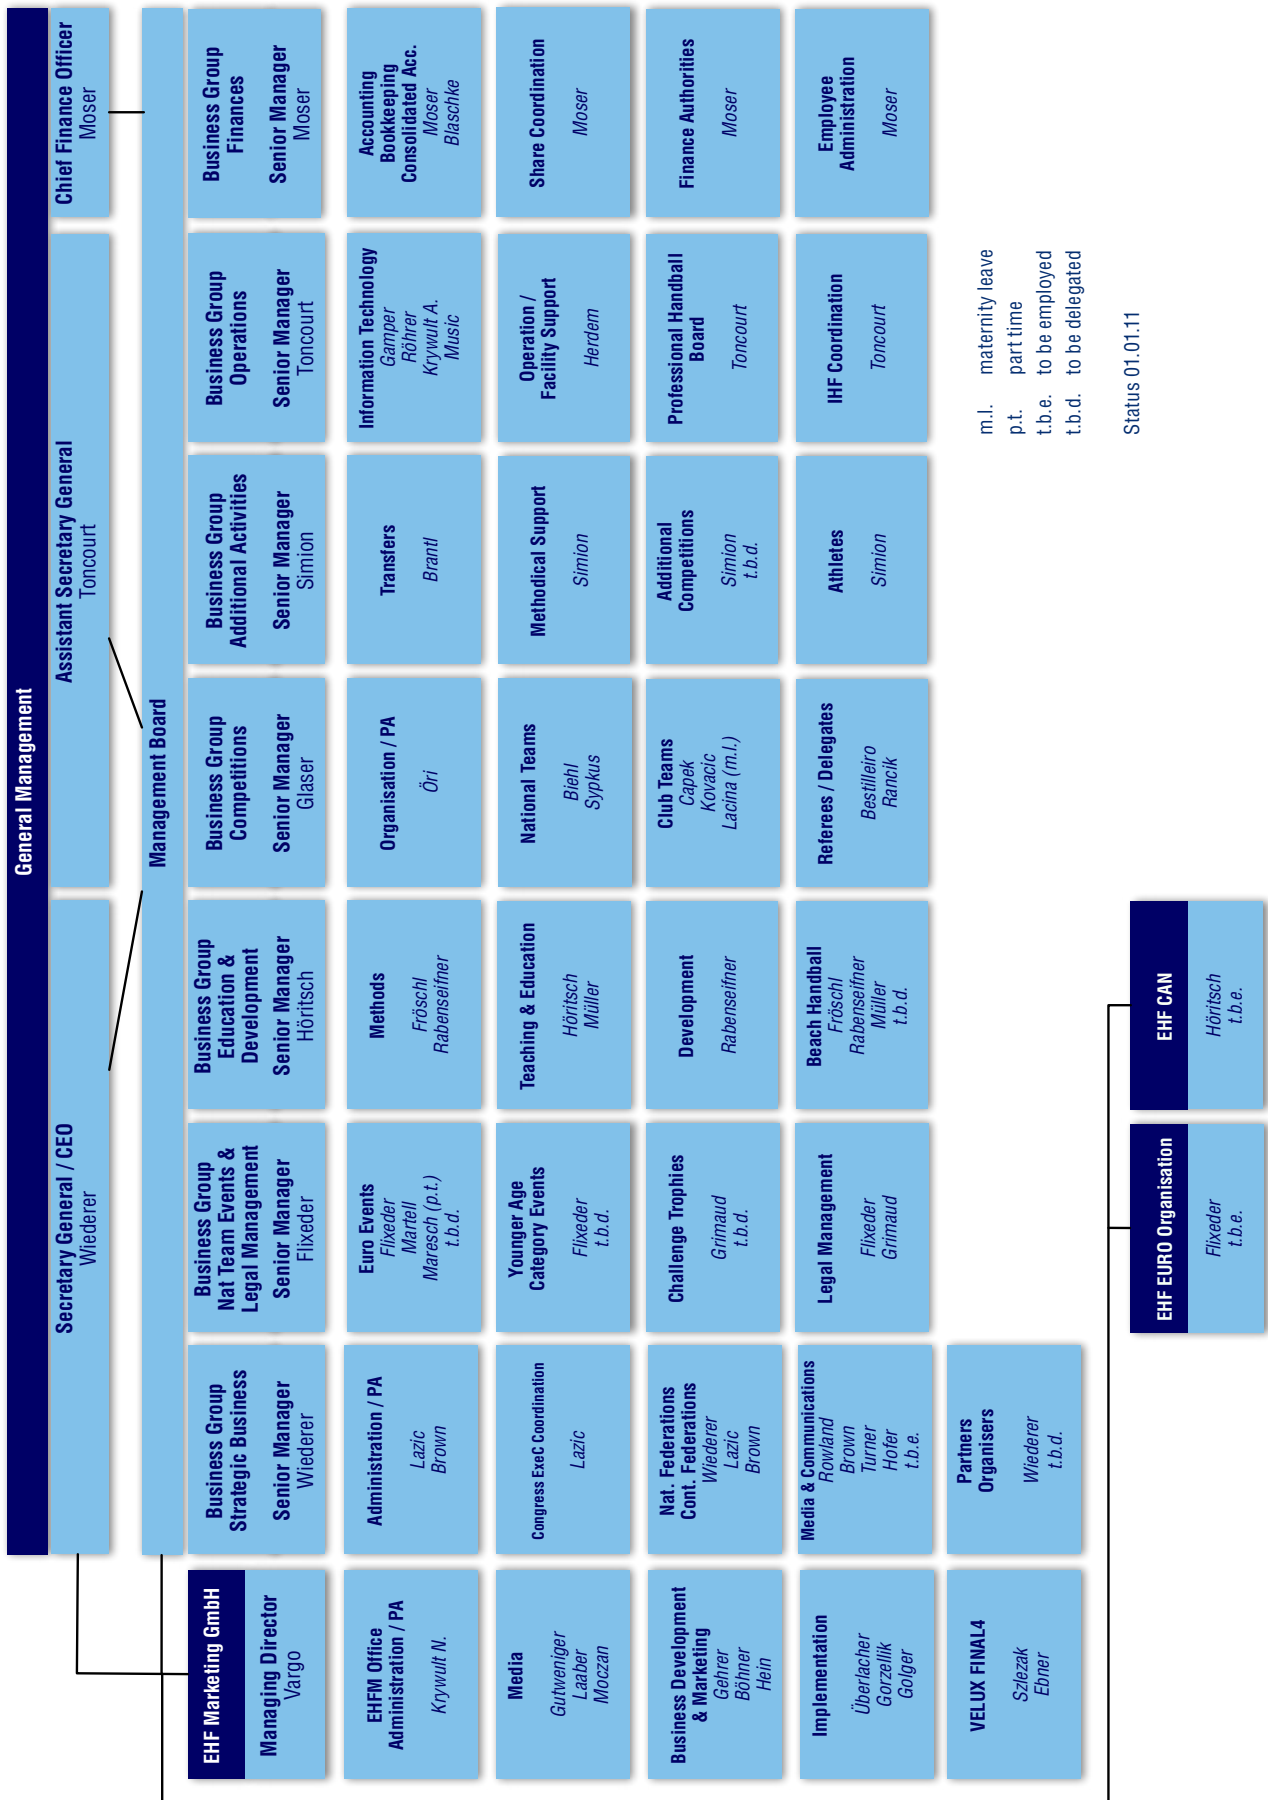 General Management
Secretary General / CEO
Wiederer
Assistant Secretary General
Toncourt
Chief Finance Officer
Moser
Management Board
EHF Marketing GmbH
Managing Director
Vargo
EHFM Office
Administration / PA
Krywult N.
Media
Gutweniger
Laaber
Moozan
Business Development
& Marketing
Gehrer
Böhner
Hein
Implementation
Überlacher
Gorzellik
Golger
VELUX FINAL4
Szlezak
Ebner
Business Group
Strategic Business
Senior Manager
Wiederer
Administration / PA
Lazic
Brown
Congress ExeC Coordination
Lazic
Nat. Federations
Cont. Federations
Wiederer
Lazic
Brown
Media & Communications
Rowland
Brown
Turner
Hofer
t.b.e.
Partners
Organisers
Wiederer
t.b.d.
Business Group
Nat Team Events &
Legal Management
Senior Manager
Flixeder
Euro Events
Flixeder
Martell
Maresch (p.t.)
t.b.d.
Younger Age
Category Events
Flixeder
t.b.d.
Challenge Trophies
Grimaud
t.b.d.
Legal Management
Flixeder
Grimaud
Business Group
Education &
Development
Senior Manager
Höritsch
Methods
Fröschl
Rabenseifner
Teaching & Education
Höritsch
Müller
Development
Rabenseifner
Beach Handball
Fröschl
Rabenseifner
Müller
t.b.d.
Business Group
Competitions
Senior Manager
Glaser
Organisation / PA
Öri
National Teams
Biehl
Sypkus
Club Teams
Capek
Kovacic
Lacina (m.l.)
Referees / Delegates
Bestilleiro
Rancik
Business Group
Additional Activities
Senior Manager
Simion
Transfers
Brantl
Methodical Support
Simion
Additional
Competitions
Simion
t.b.d.
Athletes
Simion
Business Group
Operations
Senior Manager
Toncourt
Information Technology
Gamper
Röhrer
Krywult A.
Music
Operation /
Facility Support
Herdem
Professional Handball
Board
Toncourt
IHF Coordination
Toncourt
Business Group
Finances
Senior Manager
Moser
Accounting
Bookkeeping
Consolidated Acc.
Moser
Blaschke
Share Coordination
Moser
Finance Authorities
Moser
Employee
Administration
Moser
EHF EURO Organisation
Flixeder
t.b.e.
EHF CAN
Höritsch
t.b.e.
m.l. maternity leave
p.t. part time
t.b.e. to be employed
t.b.d. to be delegated
Status 01.01.11